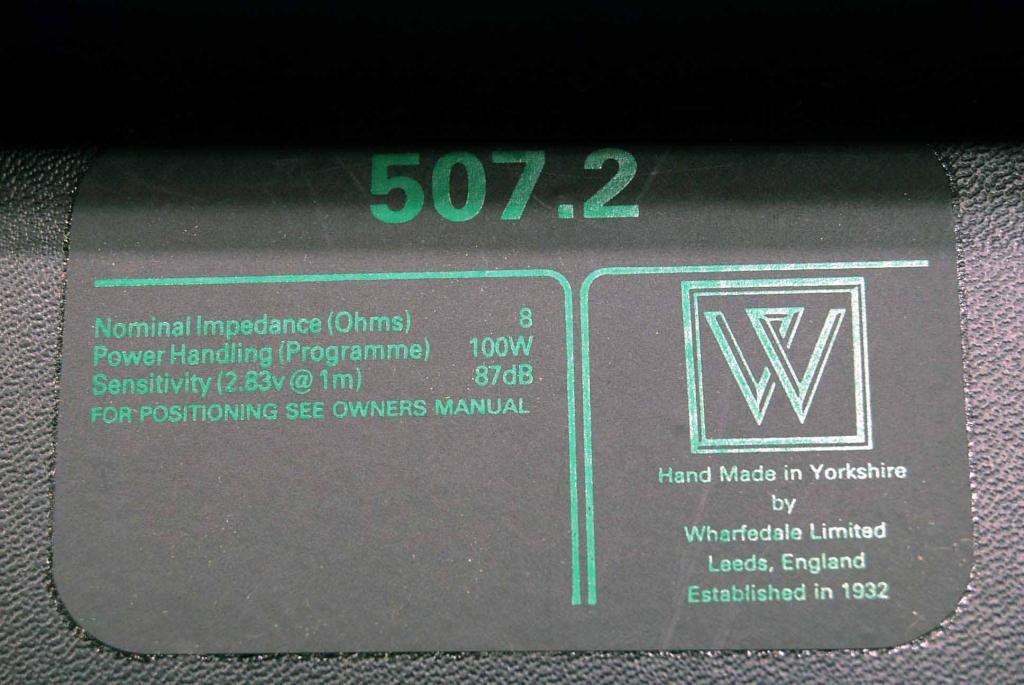 507.2
Nominal Impedance (Ohms) 8
Power Handling (Programme) 100W
Sensitivity (2.83v @ 1m) 87dB
FOR POSITIONING SEE OWNERS MANUAL
W
Hand Made in Yorkshire
by
Wharfedale Limited
Leeds, England
Established in 1932